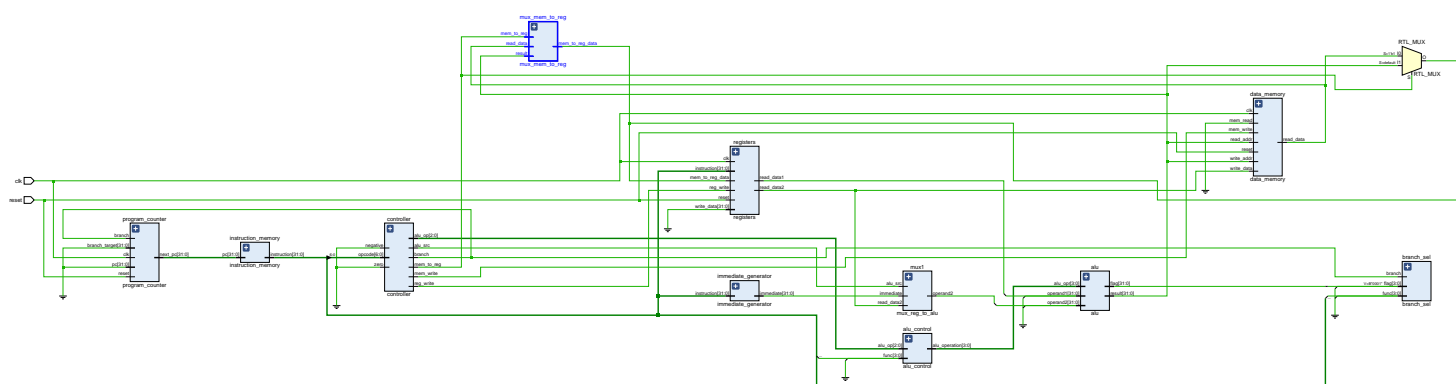 mux_mem_to_reg
mem_to_reg
read_data
result
mem_to_reg_data
mux_mem_to_reg
RTL_MUX
RTL_MUX
data_memory
clk
mem_read
mem_write
read_addr
reset
write_addr
write_data
read_data
data_memory
registers
clk
instruction[31:0]
mem_to_reg_data
reg_write
reset
write_data[31:0]
read_data1
read_data2
registers
clk
reset
program_counter
branch
branch_target[31:0]
clk
pc[31:0]
reset
next_pc[31:0]
program_counter
instruction_memory
pc[31:0]
instruction[31:0]
instruction_memory
controller
negative
opcode[6:0]
zero
alu_op[2:0]
alu_src
branch
mem_to_reg
mem_write
reg_write
controller
immediate_generator
instruction[31:0]
immediate[31:0]
immediate_generator
mux1
alu_src
immediate
read_data2
operand2
mux_reg_to_alu
alu_control
alu_op[2:0]
func[3:0]
alu_operation[3:0]
alu_control
alu
alu_op[3:0]
operand1[31:0]
operand2[31:0]
flag[3:0]
result[31:0]
alu
branch_sel
branch
flag[3:0]
func[3:0]
branch_sel